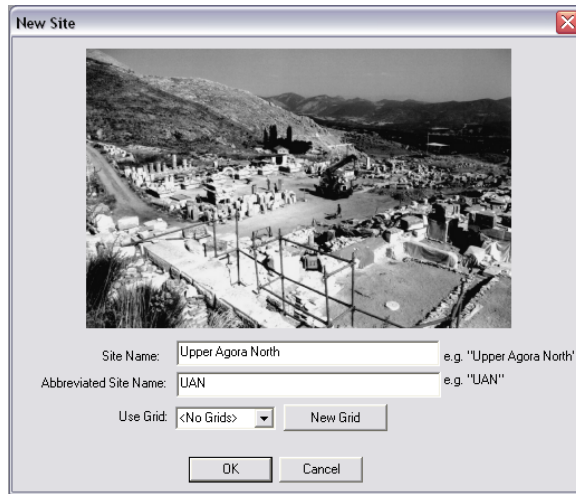 New Site
Site Name: Upper Agora North e.g. "Upper Agora North"
Abbreviated Site Name: UAN e.g. "UAN"
Use Grid: <No Grids> New Grid
OK Cancel